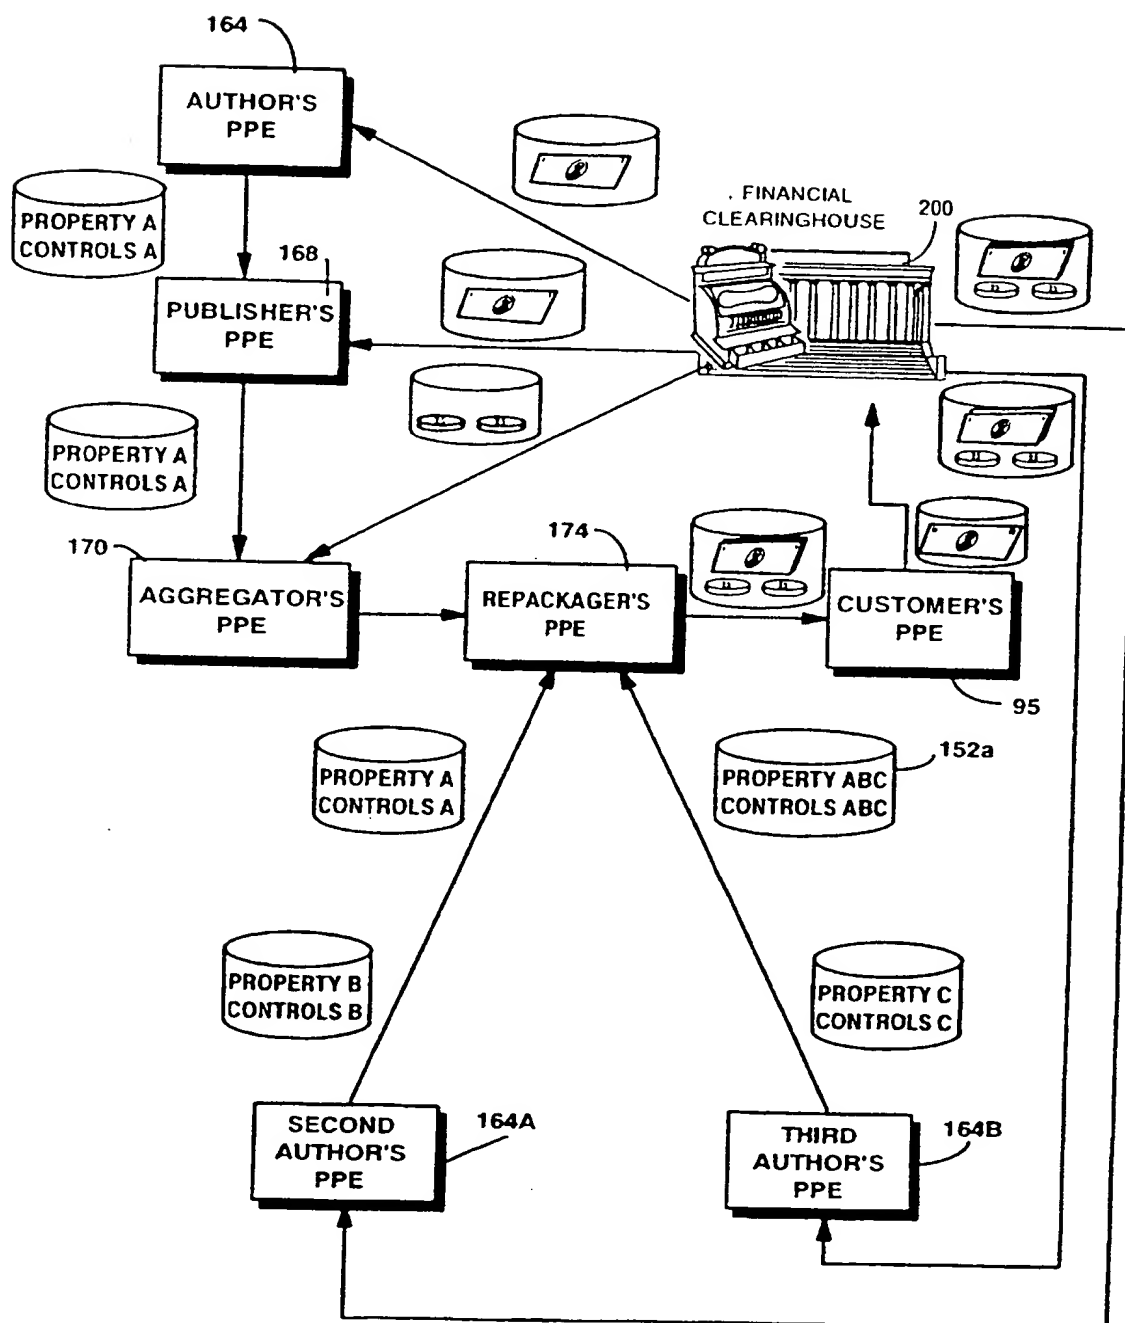 164
AUTHOR'S
PPE
PROPERTY A
CONTROLS A
FINANCIAL
CLEARINGHOUSE
200
168
PUBLISHER'S
PPE
PROPERTY A
CONTROLS A
170
AGGREGATOR'S
PPE
174
REPACKAGER'S
PPE
CUSTOMER'S
PPE
95
PROPERTY A
CONTROLS A
PROPERTY ABC
CONTROLS ABC
152a
PROPERTY B
CONTROLS B
PROPERTY C
CONTROLS C
SECOND
AUTHOR'S
PPE
164A
THIRD
AUTHOR'S
PPE
164B